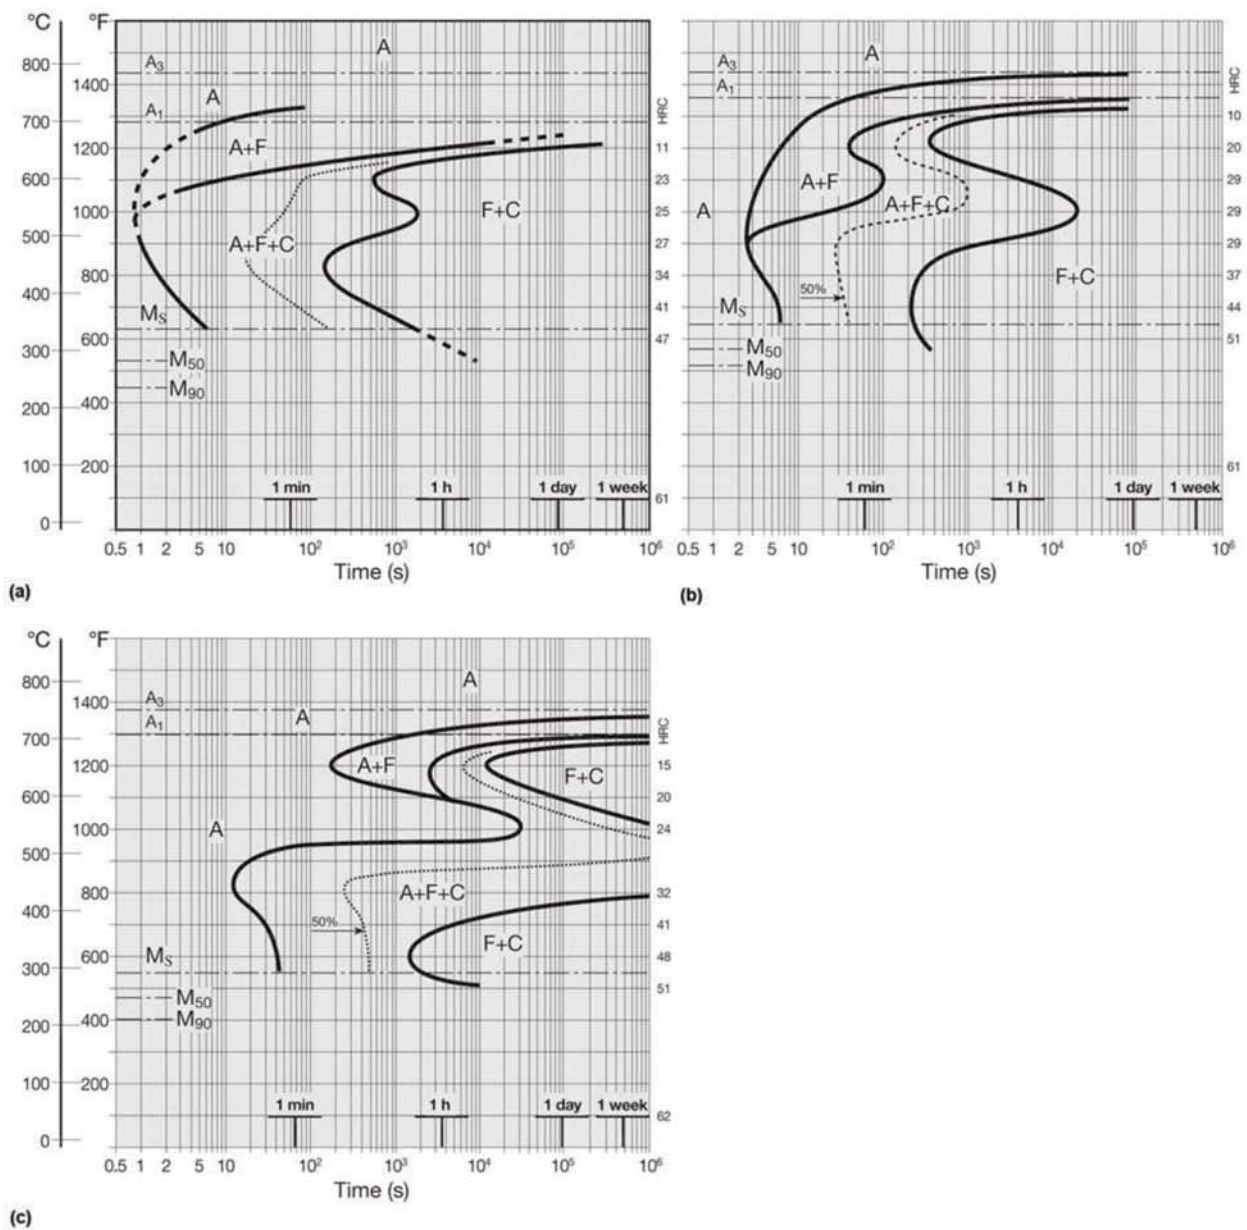 °C °F
A
800 A₃
1400
A
A₁
HRC
700
A+F
1200 11
600 23
1000 F+C 25
500
A+F+C 27
800 34
400
M_S 41
600 47
300 M₅₀
M₉₀
400
200
100 200
1 min 1 h 1 day 1 week
61
0
0.5 1 2 5 10 10² 10³ 10⁴ 10⁵ 10⁶
Time (s)
(a)
A₃ A
A₁
HRC
10
20
A+F 29
A+F+C
A 29
29
F+C 37
50%
M_S 44
51
M₅₀
M₉₀
61
1 min 1 h 1 day 1 week
0.5 1 2 5 10 10² 10³ 10⁴ 10⁵ 10⁶
Time (s)
(b)
°C °F
800 A
A₃
1400
A₁ A
HRC
700
1200 A+F 15
F+C
600 20
1000 A 24
500
800 A+F+C 32
400
50% 41
F+C
600 M_S 48
300
51
M₅₀
400 M₉₀
200
100 200
1 min 1 h 1 day 1 week
62
0
0.5 1 2 5 10 10² 10³ 10⁴ 10⁵ 10⁶
Time (s)
(c)